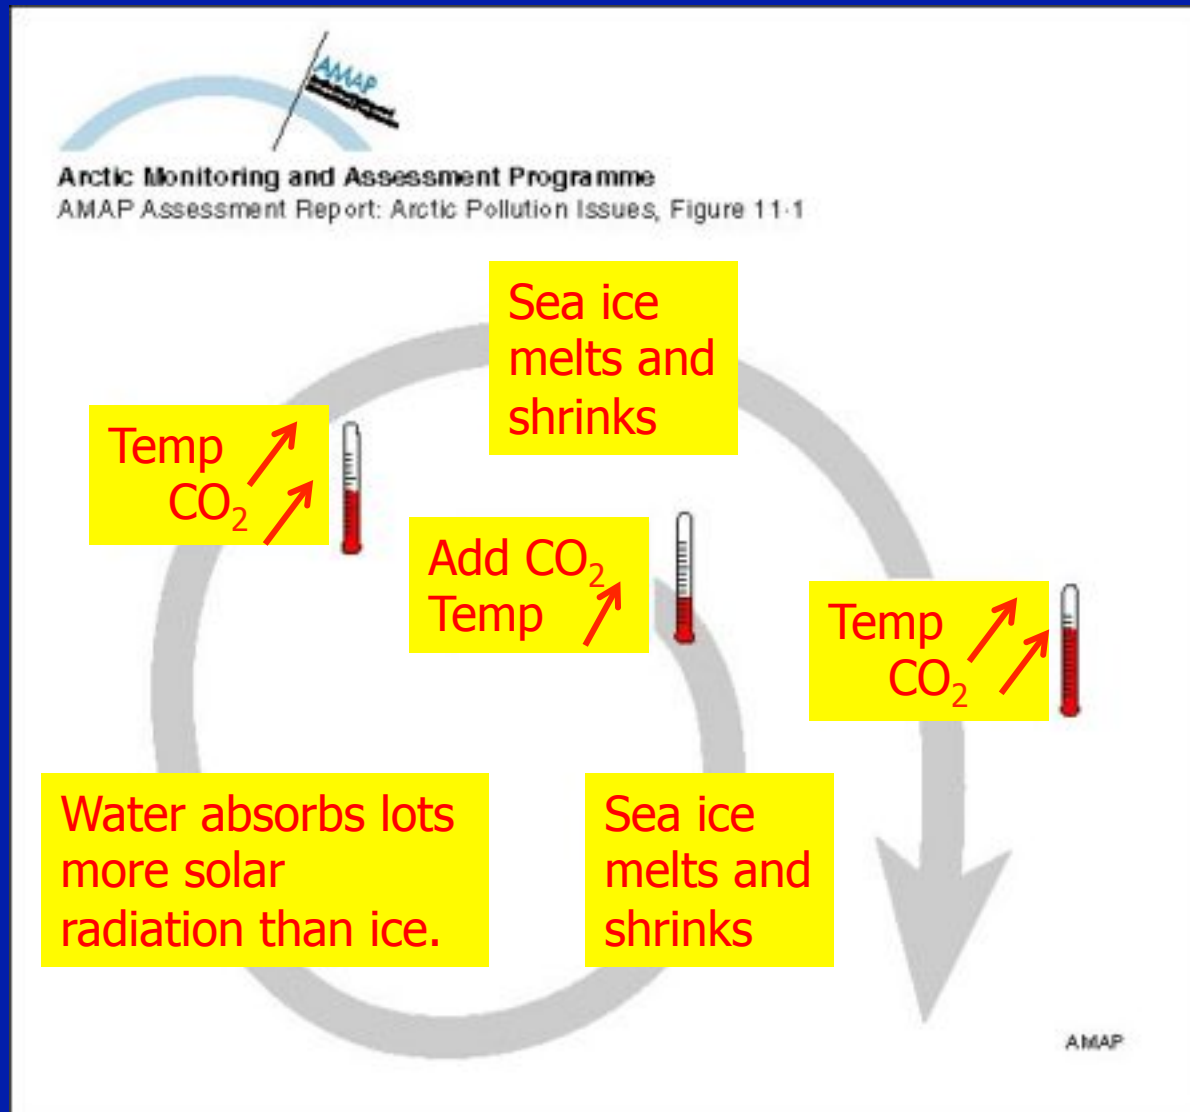 AMAP
Arctic Monitoring and Assessment Programme
AMAP Assessment Report: Arctic Pollution Issues, Figure 11·1
Sea ice
melts and
shrinks
Temp
CO₂
Add CO₂
Temp
Temp
CO₂
Water absorbs lots
more solar
radiation than ice.
Sea ice
melts and
shrinks
AMAP